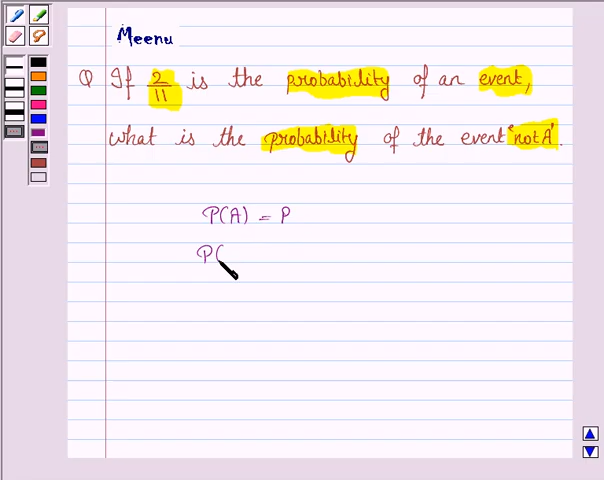 Meenu
Q If 2/11 is the probability of an event,
what is the probability of the event 'not A'.
P(A) = P
P(